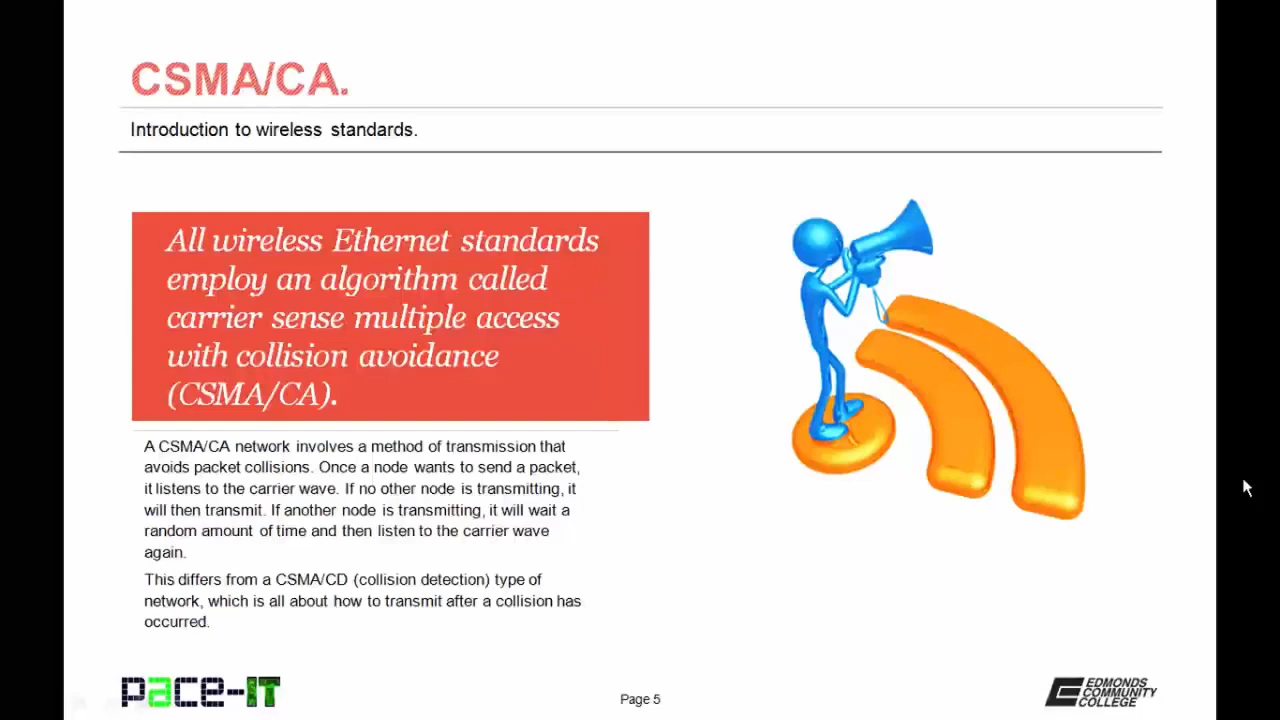 CSMA/CA.
Introduction to wireless standards.
All wireless Ethernet standards
employ an algorithm called
carrier sense multiple access
with collision avoidance
(CSMA/CA).
A CSMA/CA network involves a method of transmission that
avoids packet collisions. Once a node wants to send a packet,
it listens to the carrier wave. If no other node is transmitting, it
will then transmit. If another node is transmitting, it will wait a
random amount of time and then listen to the carrier wave
again.
This differs from a CSMA/CD (collision detection) type of
network, which is all about how to transmit after a collision has
occurred.
pace-IT
Page 5
EDMONDS
COMMUNITY
COLLEGE